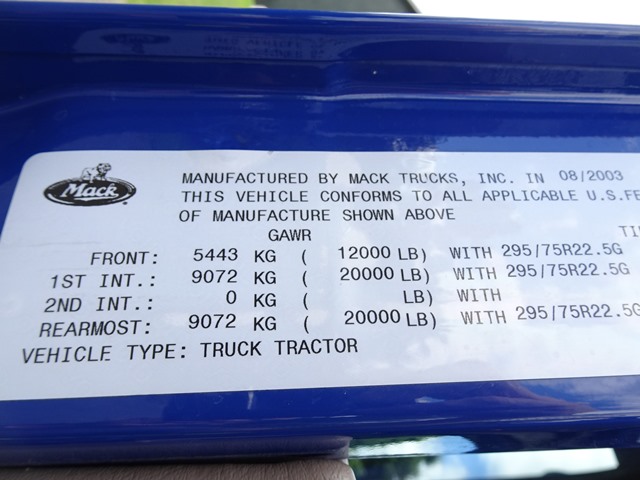 Mack
MANUFACTURED BY MACK TRUCKS, INC. IN 08/2003
THIS VEHICLE CONFORMS TO ALL APPLICABLE U.S.FE
OF MANUFACTURE SHOWN ABOVE
GAWR TI
FRONT: 5443 KG ( 12000 LB) WITH 295/75R22.5G
1ST INT.: 9072 KG ( 20000 LB) WITH 295/75R22.5G
2ND INT.: 0 KG ( LB) WITH
REARMOST: 9072 KG ( 20000 LB) WITH 295/75R22.5G
VEHICLE TYPE: TRUCK TRACTOR